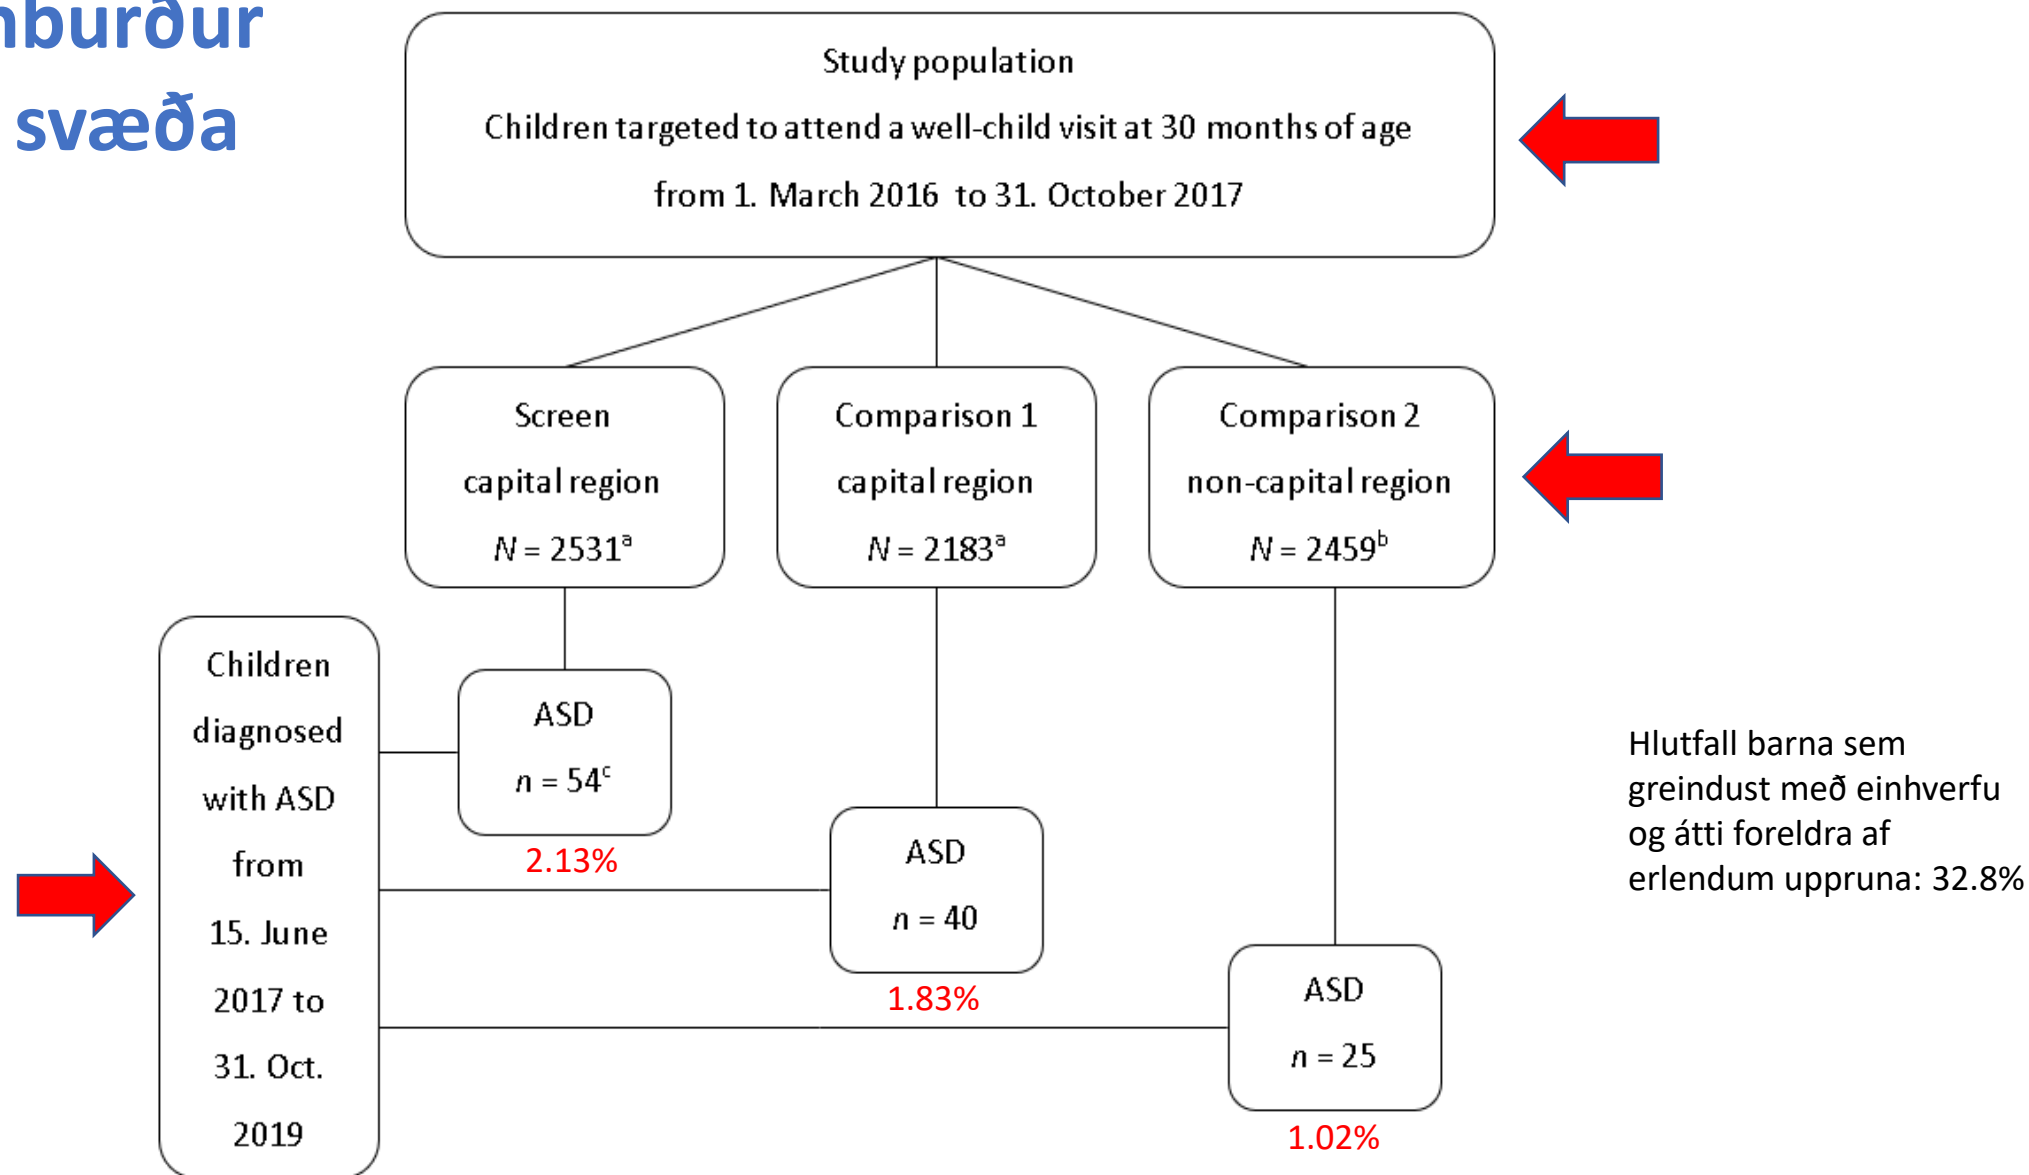 nburður
svæða
Study population
Children targeted to attend a well-child visit at 30 months of age
from 1. March 2016 to 31. October 2017
Screen
capital region
N = 2531ᵃ
Comparison 1
capital region
N = 2183ᵃ
Comparison 2
non-capital region
N = 2459ᵇ
Children
diagnosed
with ASD
from
15. June
2017 to
31. Oct.
2019
ASD
n = 54ᶜ
2.13%
ASD
n = 40
1.83%
ASD
n = 25
1.02%
Hlutfall barna sem
greindust með einhverfu
og átti foreldra af
erlendum uppruna: 32.8%